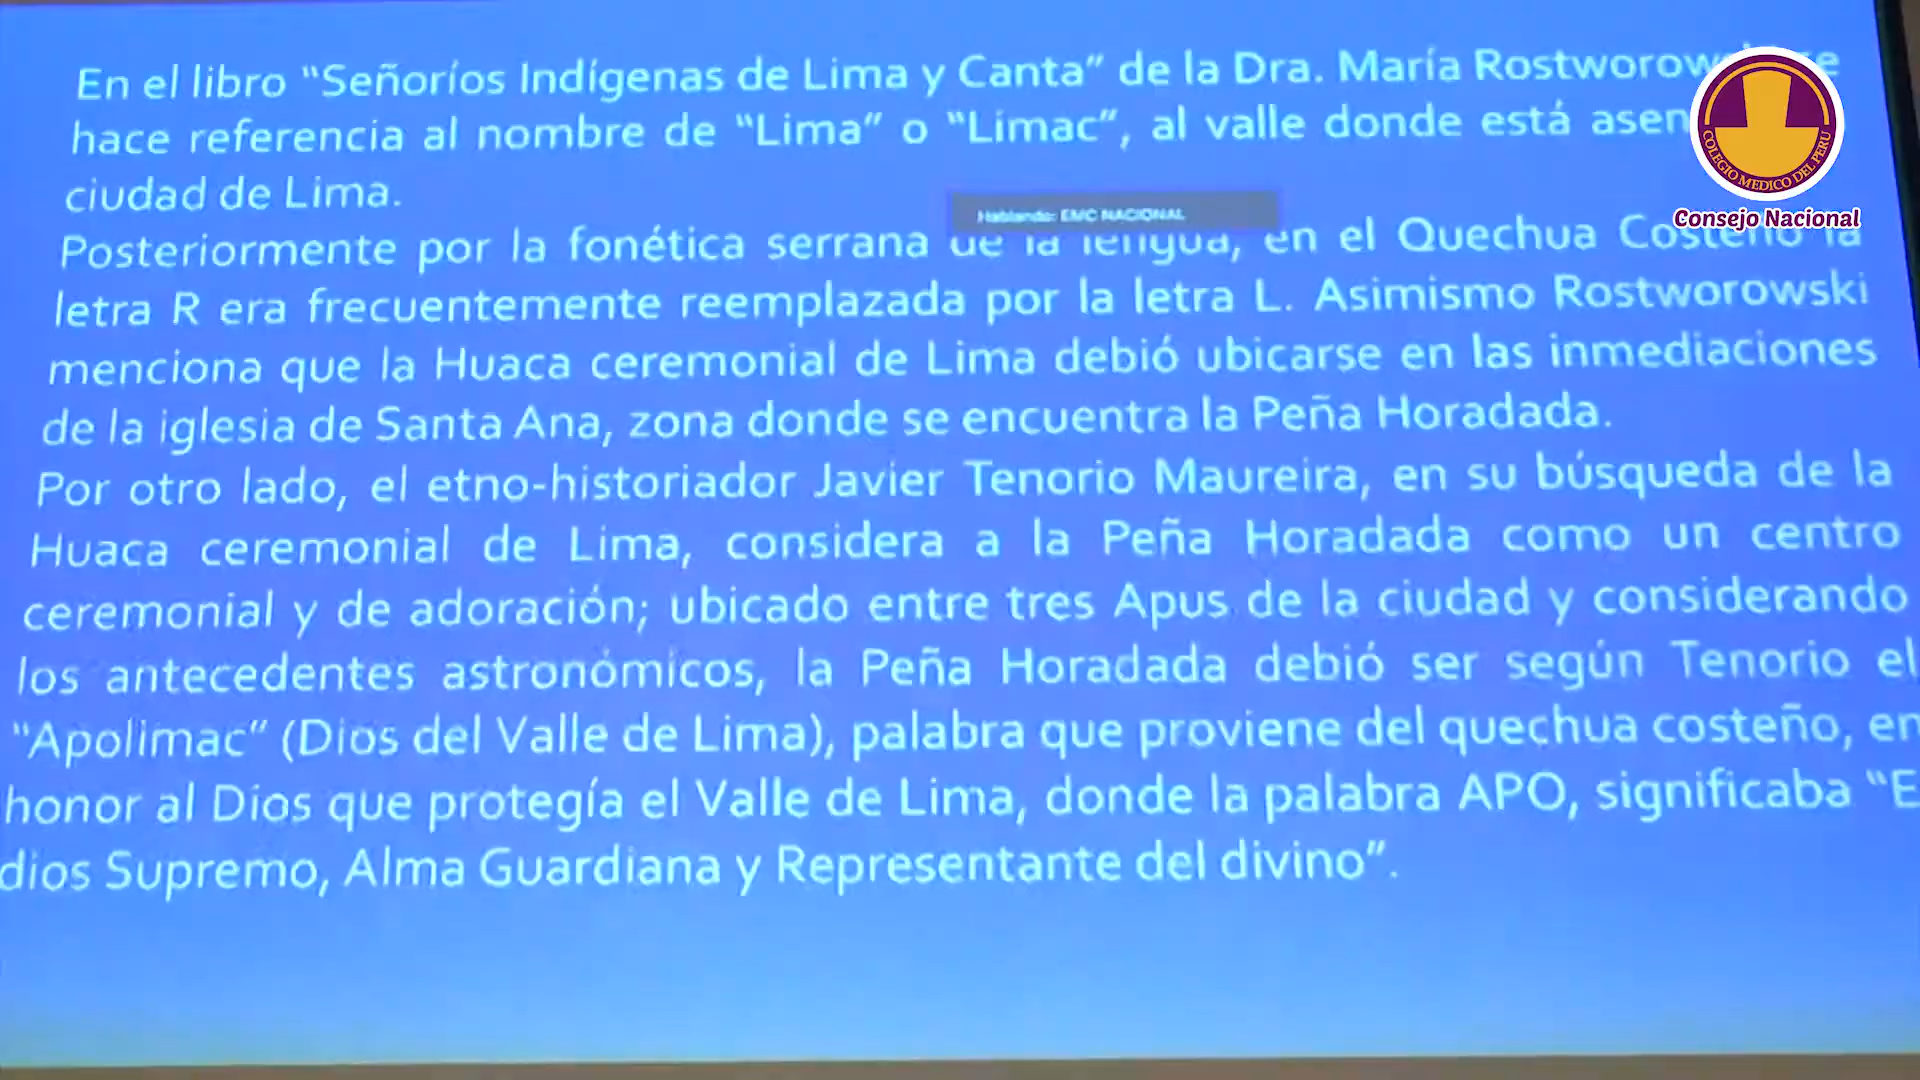 En el libro “Señoríos Indígenas de Lima y Canta” de la Dra. María
hace referencia al nombre de “Lima” o “Limac”, al valle donde está
ciudad de Lima.
Hablando: EMC NACIONAL
Posteriormente por la fonética serrana de la lengua, en el Quechua Costeño la
letra R era frecuentemente reemplazada por la letra L. Asimismo Rostworowski
menciona que la Huaca ceremonial de Lima debió ubicarse en las inmediaciones
de la iglesia de Santa Ana, zona donde se encuentra la Peña Horadada.
Por otro lado, el etno-historiador Javier Tenorio Maureira, en su búsqueda de la
Huaca ceremonial de Lima, considera a la Peña Horadada como un centro
ceremonial y de adoración; ubicado entre tres Apus de la ciudad y considerando
los antecedentes astronómicos, la Peña Horadada debió ser según Tenorio el
“Apolimac” (Dios del Valle de Lima), palabra que proviene del quechua costeño, en
honor al Dios que protegía el Valle de Lima, donde la palabra APO, significaba
dios Supremo, Alma Guardiana y Representante del divino”.
COLEGIO MEDICO DEL PERU
Consejo Nacional